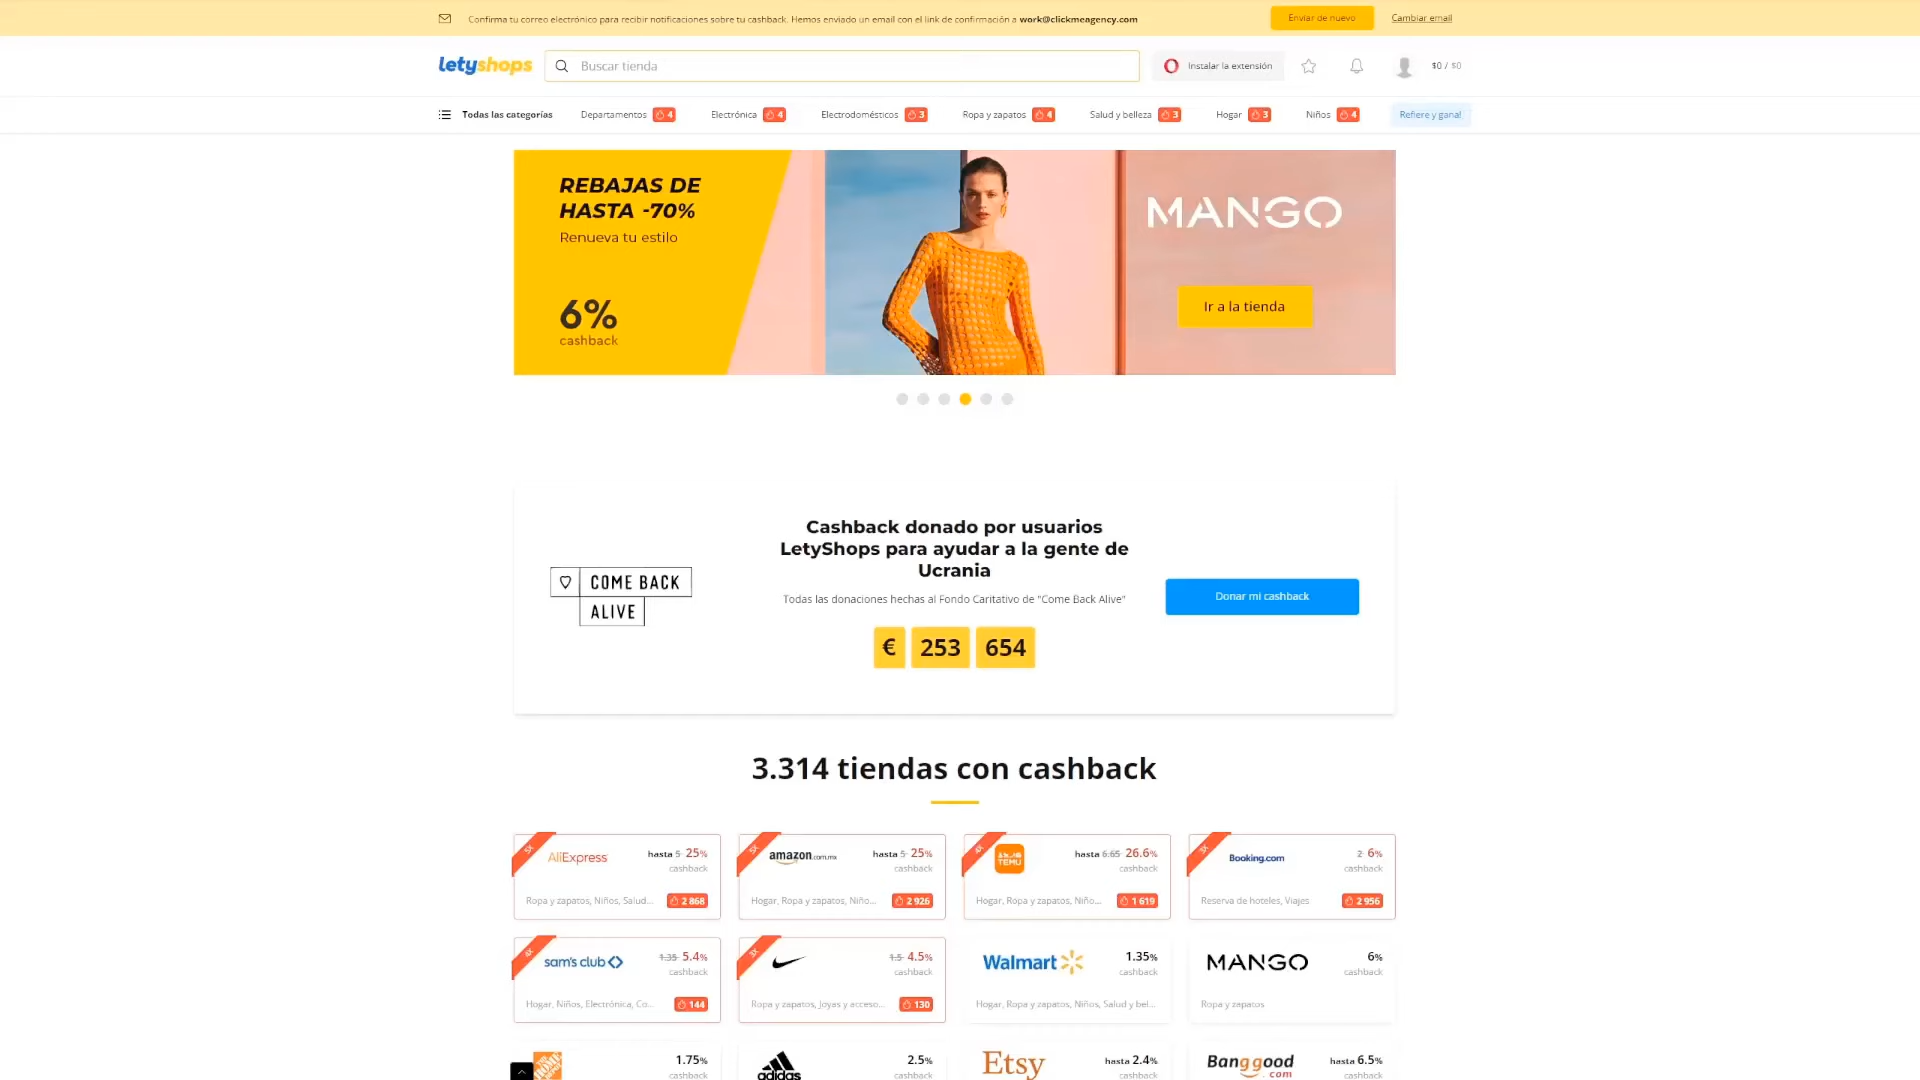 Confirma tu correo electrónico para recibir notificaciones sobre tu cashback. Hemos enviado un email con el link de confirmación a work@clickmeagency.com
Enviar de nuevo
Cambiar email
letyshops
Buscar tienda
Instalar la extensión
$0 / $0
Todas las categorías
Departamentos 4
Electrónica 4
Electrodomésticos 3
Ropa y zapatos 4
Salud y belleza 3
Hogar 3
Niños 4
Refiere y gana!
REBAJAS DE
HASTA -70%
Renueva tu estilo
6%
cashback
MANGO
Ir a la tienda
Cashback donado por usuarios
LetyShops para ayudar a la gente de
Ucrania
Todas las donaciones hechas al Fondo Caritativo de "Come Back Alive"
€ 253 654
COME BACK
ALIVE
Donar mi cashback
3.314 tiendas con cashback
5X
AliExpress
hasta 5 25%
cashback
Ropa y zapatos, Niños, Salud...
2 868
5X
amazon.com.mx
hasta 5 25%
cashback
Hogar, Ropa y zapatos, Niño...
2 926
4X
TEMU
hasta 6.65 26.6%
cashback
Hogar, Ropa y zapatos, Niño...
1 619
3X
Booking.com
2 6%
cashback
Reserva de hoteles, Viajes
2 956
4X
sam's club
1.35 5.4%
cashback
Hogar, Niños, Electrónica, Co...
144
3X
1.5 4.5%
cashback
Ropa y zapatos, Joyas y acceso...
130
Walmart
1.35%
cashback
Hogar, Ropa y zapatos, Niños, Salud y bel...
MANGO
6%
cashback
Ropa y zapatos
1.75%
cashback
adidas
2.5%
cashback
Etsy
hasta 2.4%
cashback
Banggood
.com
hasta 6.5%
cashback